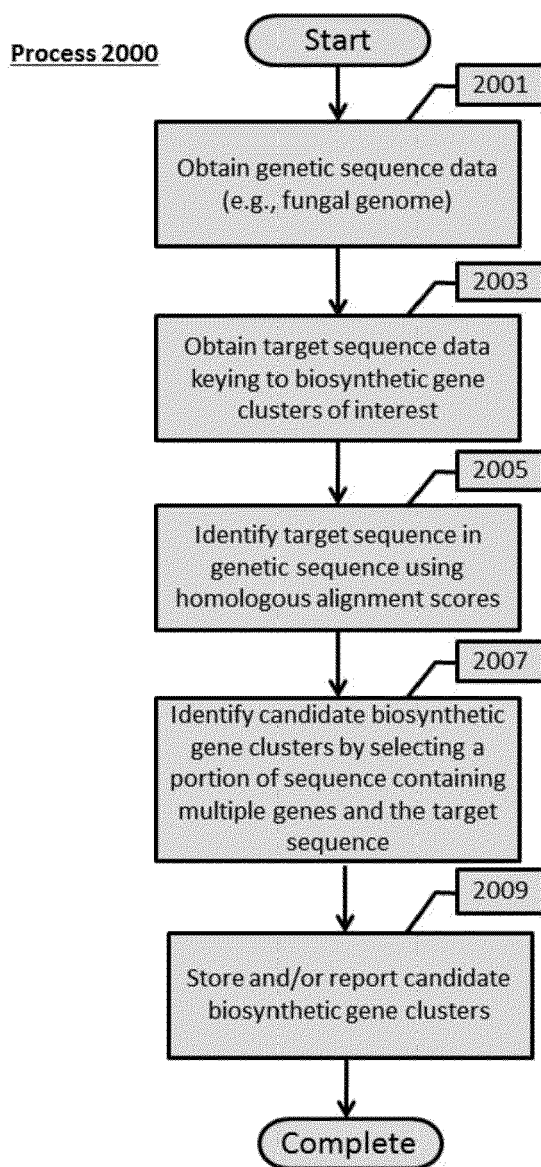 Process 2000
Start
2001
Obtain genetic sequence data
(e.g., fungal genome)
2003
Obtain target sequence data
keying to biosynthetic gene
clusters of interest
2005
Identify target sequence in
genetic sequence using
homologous alignment scores
2007
Identify candidate biosynthetic
gene clusters by selecting a
portion of sequence containing
multiple genes and the target
sequence
2009
Store and/or report candidate
biosynthetic gene clusters
Complete